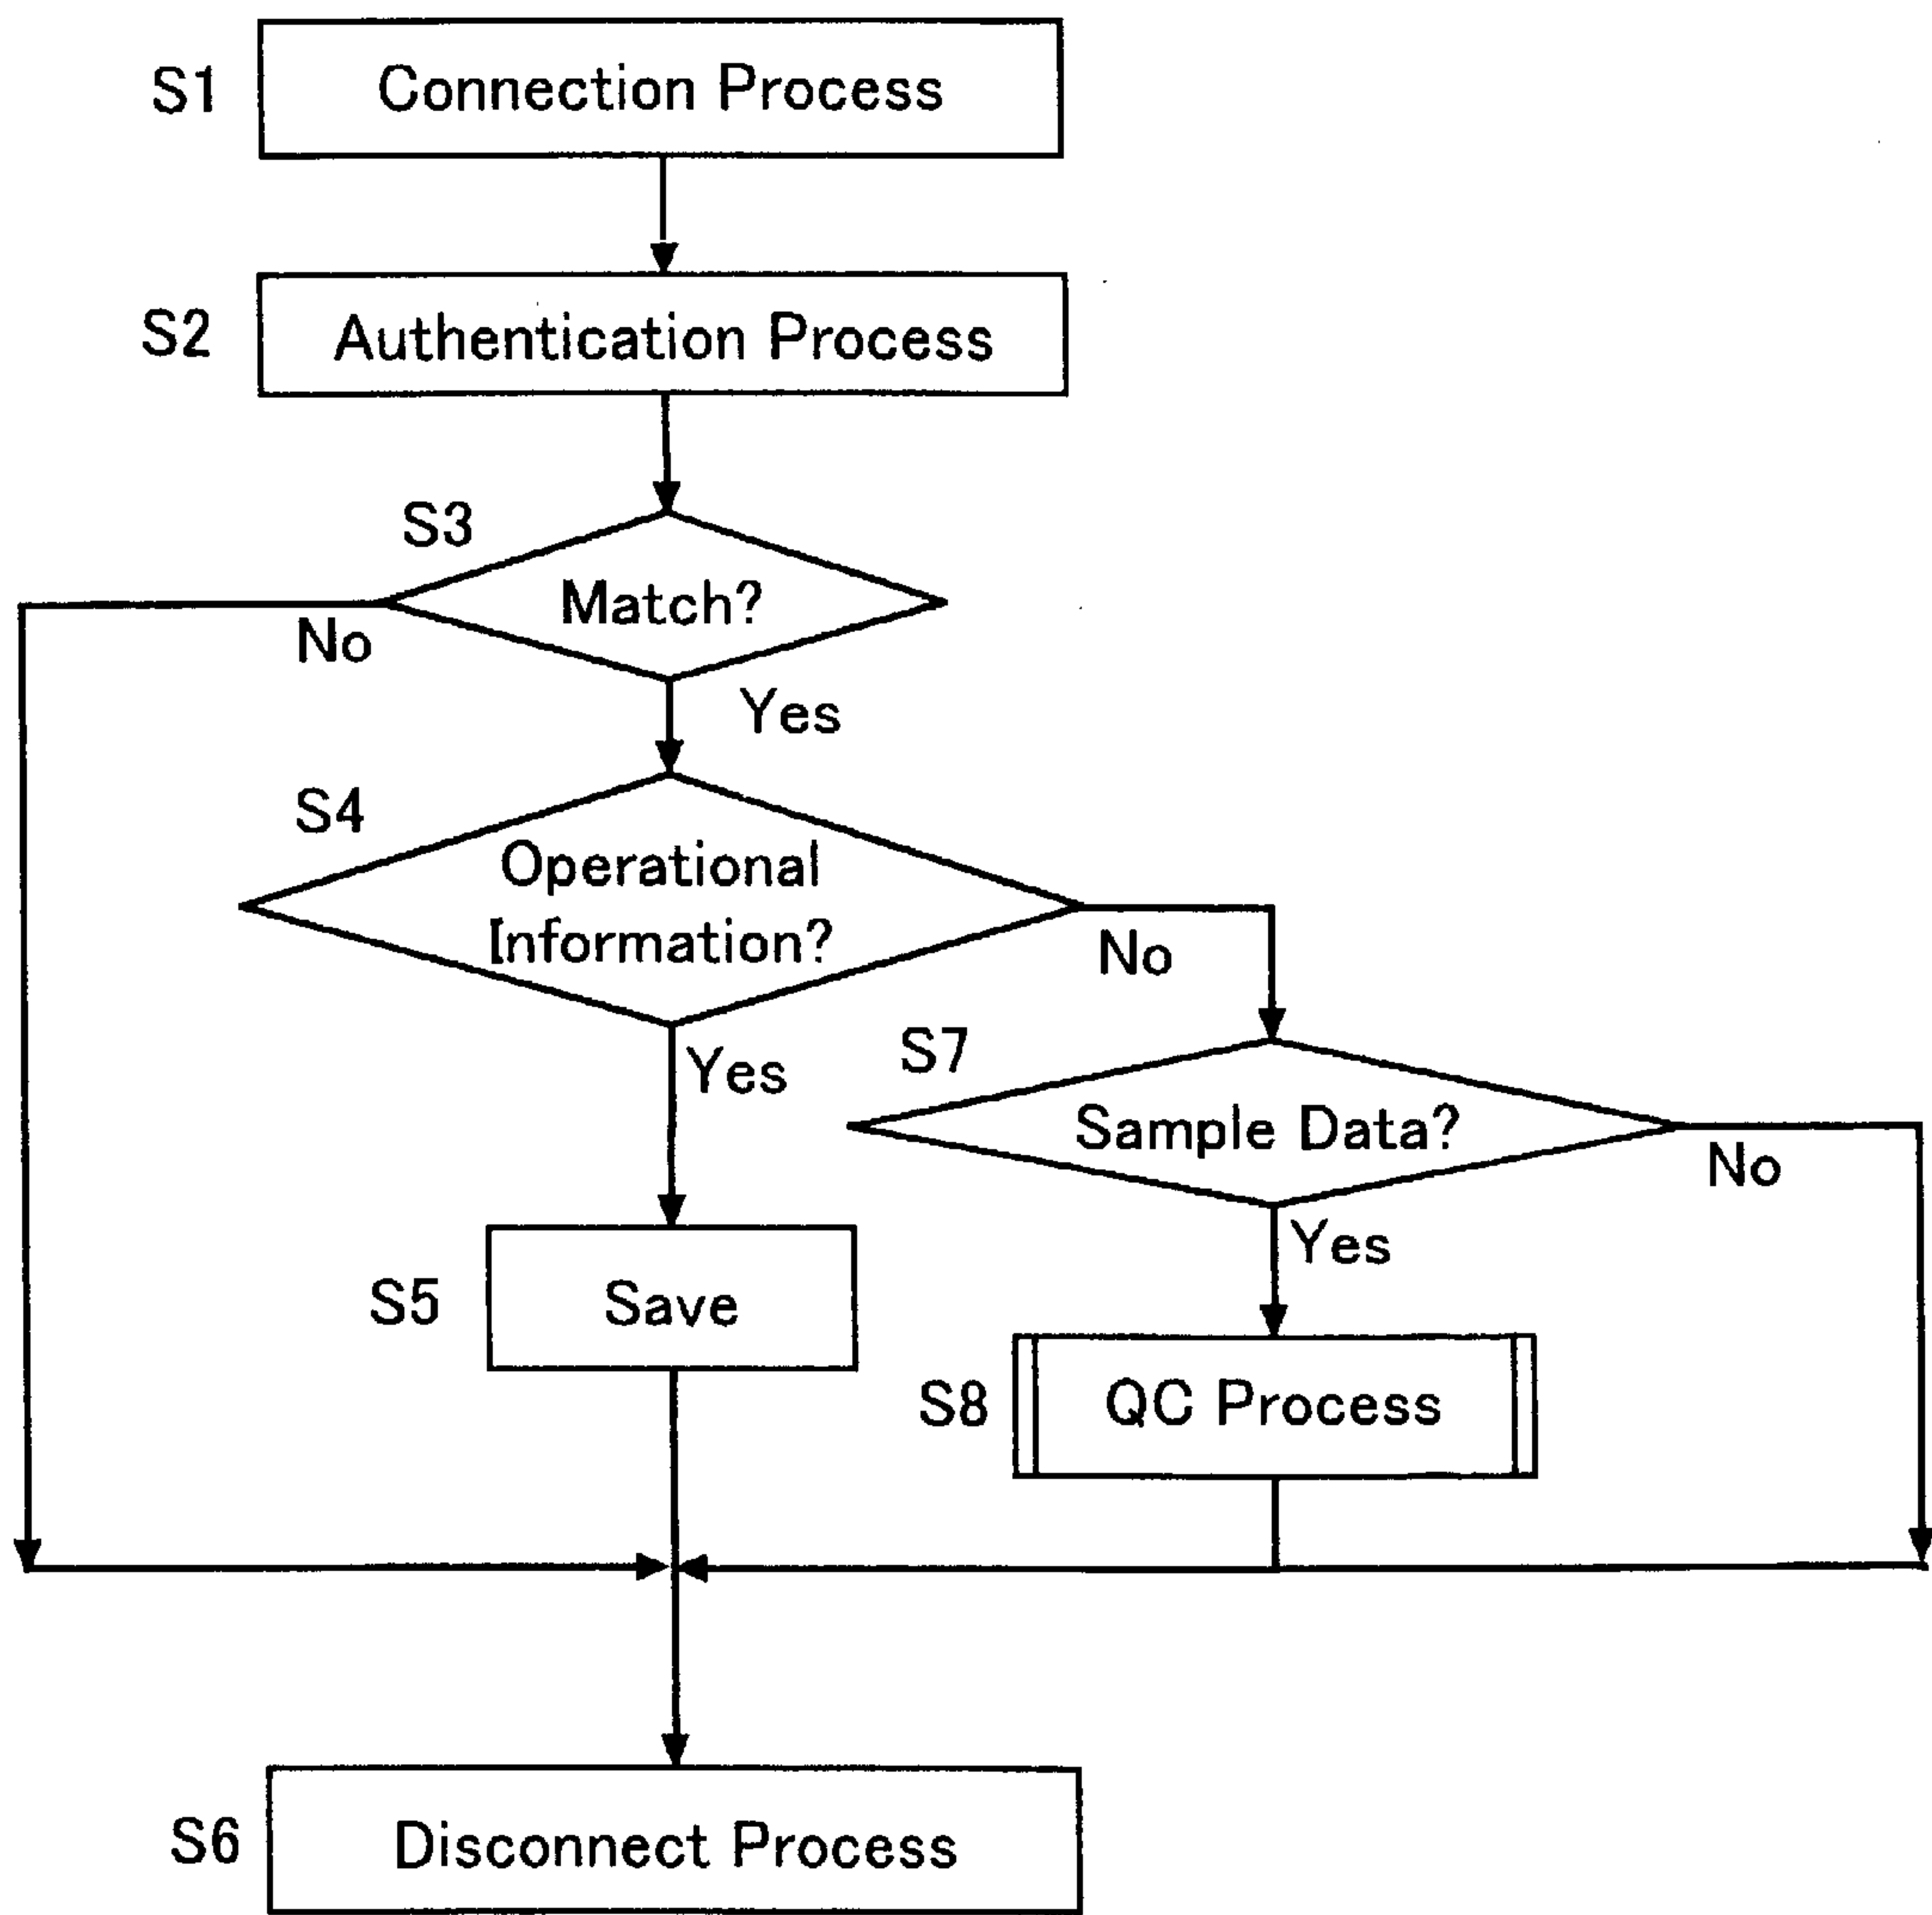 S1
Connection Process
S2
Authentication Process
S3
Match?
No
Yes
S4
Operational
Information?
No
Yes
S7
Sample Data?
No
Yes
S5
Save
S8
QC Process
S6
Disconnect Process